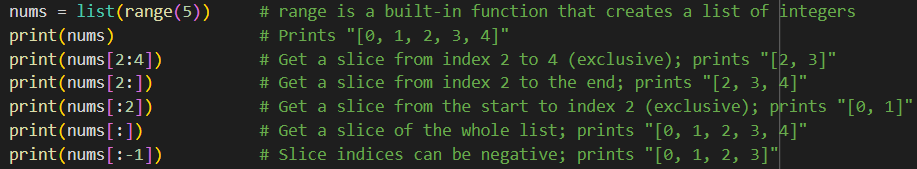 nums = list(range(5))     # range is a built-in function that creates a list of integers
print(nums)               # Prints "[0, 1, 2, 3, 4]"
print(nums[2:4])          # Get a slice from index 2 to 4 (exclusive); prints "[2, 3]"
print(nums[2:])           # Get a slice from index 2 to the end; prints "[2, 3, 4]"
print(nums[:2])           # Get a slice from the start to index 2 (exclusive); prints "[0, 1]"
print(nums[:])            # Get a slice of the whole list; prints "[0, 1, 2, 3, 4]"
print(nums[:-1])          # Slice indices can be negative; prints "[0, 1, 2, 3]"